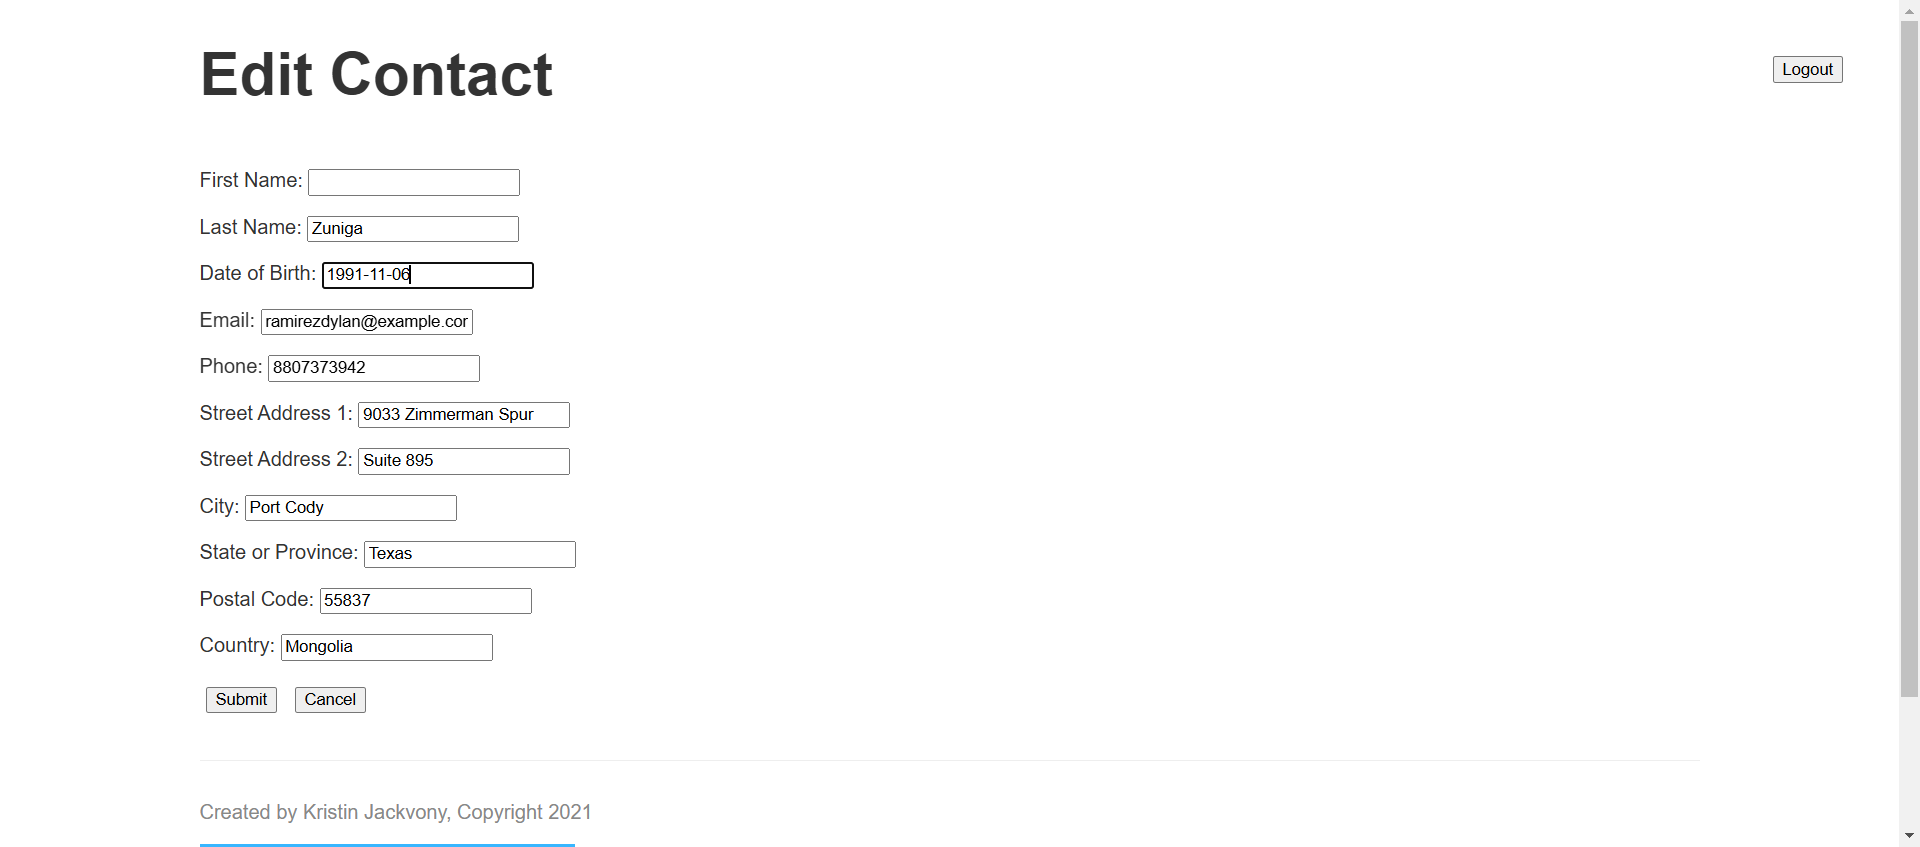 Edit Contact
Logout
First Name:
Last Name: Zuniga
Date of Birth: 1991-11-06
Email: ramirezdylan@example.cor
Phone: 8807373942
Street Address 1: 9033 Zimmerman Spur
Street Address 2: Suite 895
City: Port Cody
State or Province: Texas
Postal Code: 55837
Country: Mongolia
Submit Cancel
Created by Kristin Jackvony, Copyright 2021